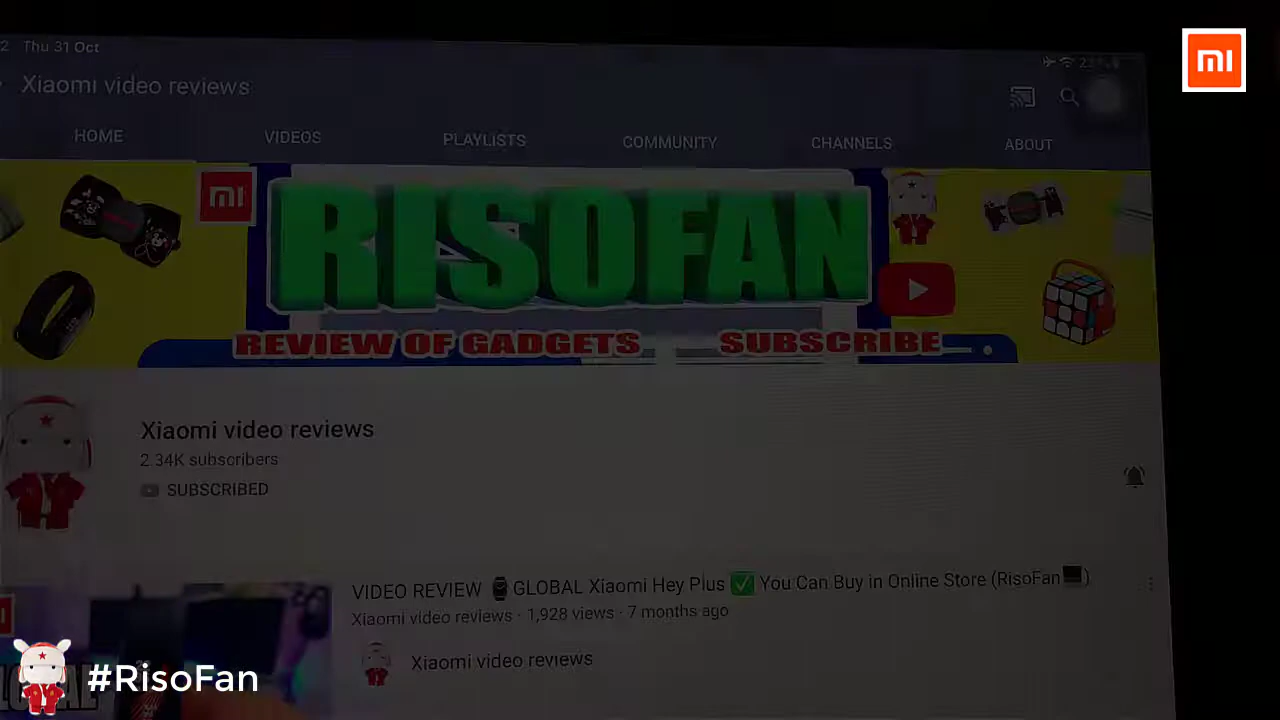 Thu 31 Oct
Xiaomi video reviews
HOME VIDEOS PLAYLISTS COMMUNITY CHANNELS ABOUT
RISOFAN
REVIEW OF GADGETS SUBSCRIBE
Xiaomi video reviews
2.34K subscribers
SUBSCRIBED
VIDEO REVIEW ⌚ GLOBAL Xiaomi Hey Plus ✅ You Can Buy in Online Store (RisoFan)
Xiaomi video reviews · 1,928 views · 7 months ago
Xiaomi video reviews
#RisoFan